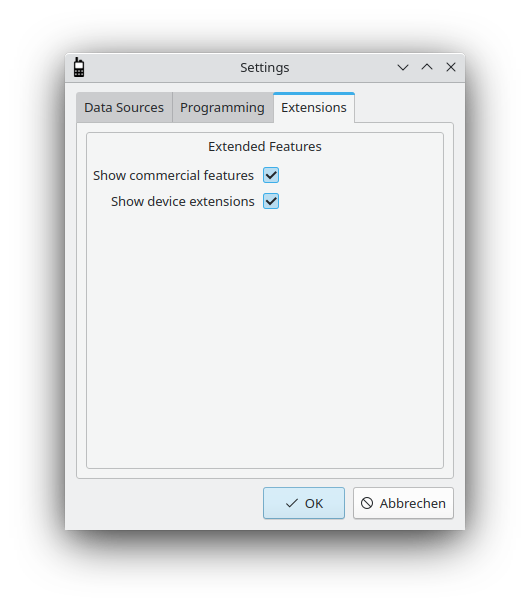 Settings
Data Sources Programming Extensions
Extended Features
Show commercial features
Show device extensions
OK Abbrechen